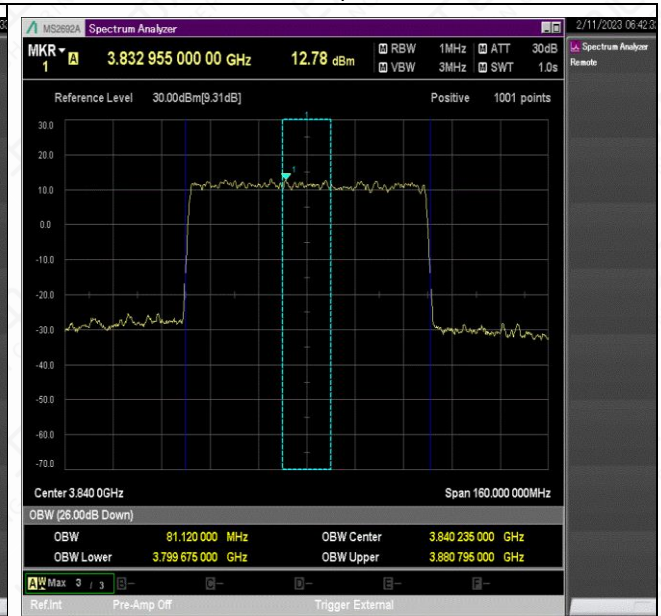 MS2692A Spectrum Analyzer 2/11/2023 06:42:3
MKR 1 A 3.832 955 000 00 GHz 12.78 dBm M RBW 1MHz M ATT 30dB
M VBW 3MHz M SWT 1.0s
Spectrum Analyzer
Remote
Reference Level 30.00dBm[9.31dB] Positive 1001 points
1
30.0
20.0
1
10.0
0.0
-10.0
-20.0
-30.0
-40.0
-50.0
-60.0
-70.0
Center 3.840 0GHz Span 160.000 000MHz
OBW (26.00dB Down)
OBW 81.120 000 MHz OBW Center 3.840 235 000 GHz
OBW Lower 3.799 675 000 GHz OBW Upper 3.880 795 000 GHz
A W Max 3 / 3 B- C- D- E- F-
Ref.Int Pre-Amp Off Trigger External